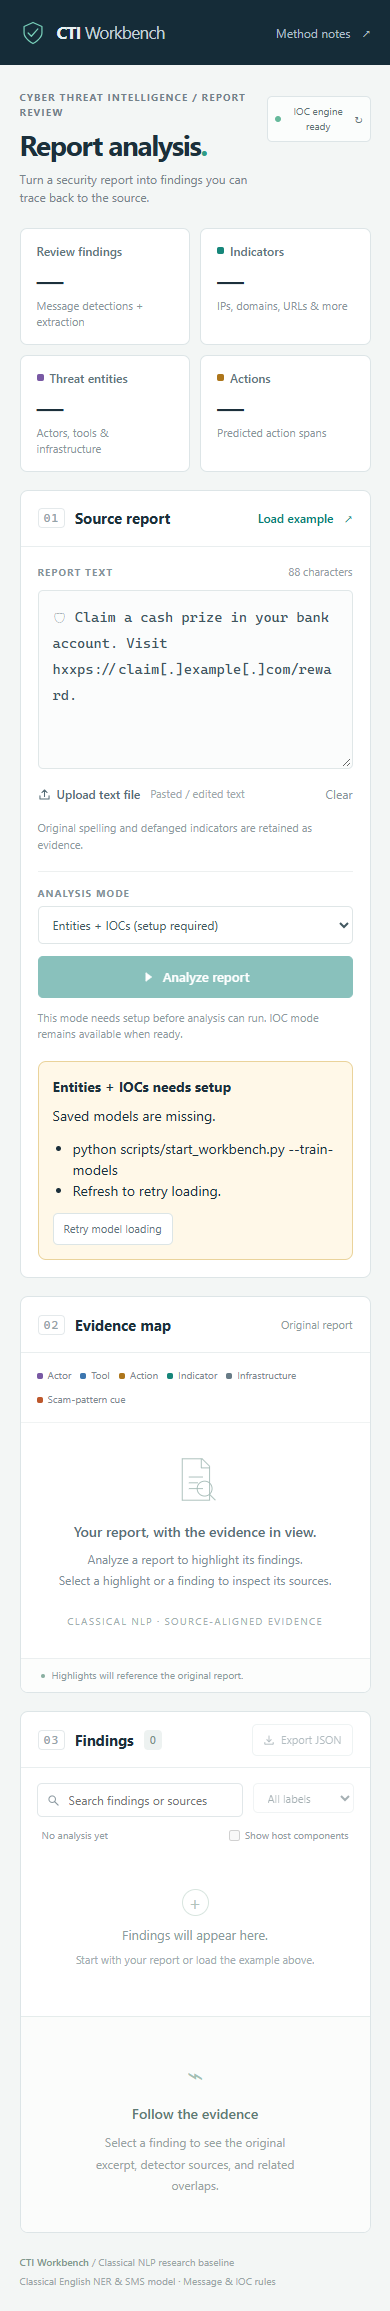 CTI Workbench
Method notes ↗
CYBER THREAT INTELLIGENCE / REPORT
REVIEW
IOC engine
ready
↻
Report analysis.
Turn a security report into findings you can
trace back to the source.
Review findings
—
Message detections +
extraction
Indicators
—
IPs, domains, URLs & more
Threat entities
—
Actors, tools &
infrastructure
Actions
—
Predicted action spans
01 Source report
Load example ↗
REPORT TEXT
88 characters
🛡 Claim a cash prize in your bank
account. Visit
hxxps://claim[.]example[.]com/rewa
rd.
Upload text file
Pasted / edited text
Clear
Original spelling and defanged indicators are retained as
evidence.
ANALYSIS MODE
Entities + IOCs (setup required)
Analyze report
This mode needs setup before analysis can run. IOC mode
remains available when ready.
Entities + IOCs needs setup
Saved models are missing.
• python scripts/start_workbench.py --train-
models
• Refresh to retry loading.
Retry model loading
02 Evidence map
Original report
Actor Tool Action Indicator Infrastructure
Scam-pattern cue
Your report, with the evidence in view.
Analyze a report to highlight its findings.
Select a highlight or a finding to inspect its sources.
CLASSICAL NLP · SOURCE-ALIGNED EVIDENCE
Highlights will reference the original report.
03 Findings 0
Export JSON
Search findings or sources
All labels
No analysis yet
Show host components
Findings will appear here.
Start with your report or load the example above.
Follow the evidence
Select a finding to see the original
excerpt, detector sources, and related
overlaps.
CTI Workbench / Classical NLP research baseline
Classical English NER & SMS model · Message & IOC rules